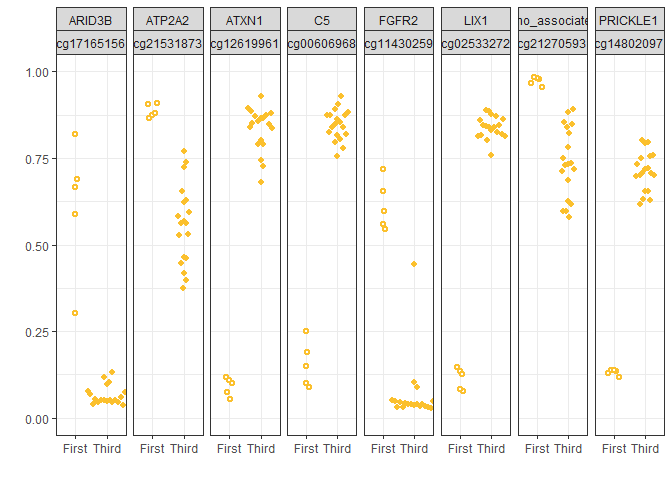 ARID3B ATP2A2 ATXN1 C5 FGFR2 LIX1 no_associate PRICKLE1
cg17165156 cg21531873 cg12619961 cg00606968 cg11430259 cg02533272 cg21270593 cg14802097
1.00
0.75
0.50
0.25
0.00
First Third First Third First Third First Third First Third First Third First Third First Third